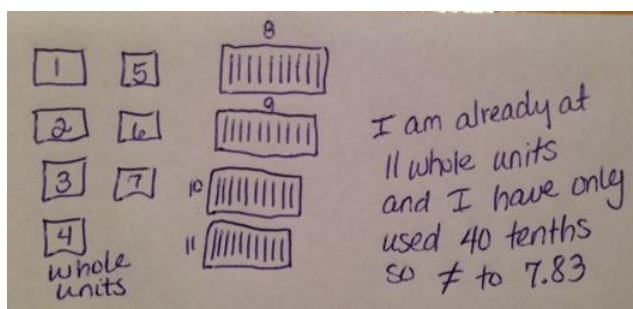 1
5
2
6
3
7
4
whole
units
8
9
10
11
I am already at
11 whole units
and I have only
used 40 tenths
so ≠ to 7.83